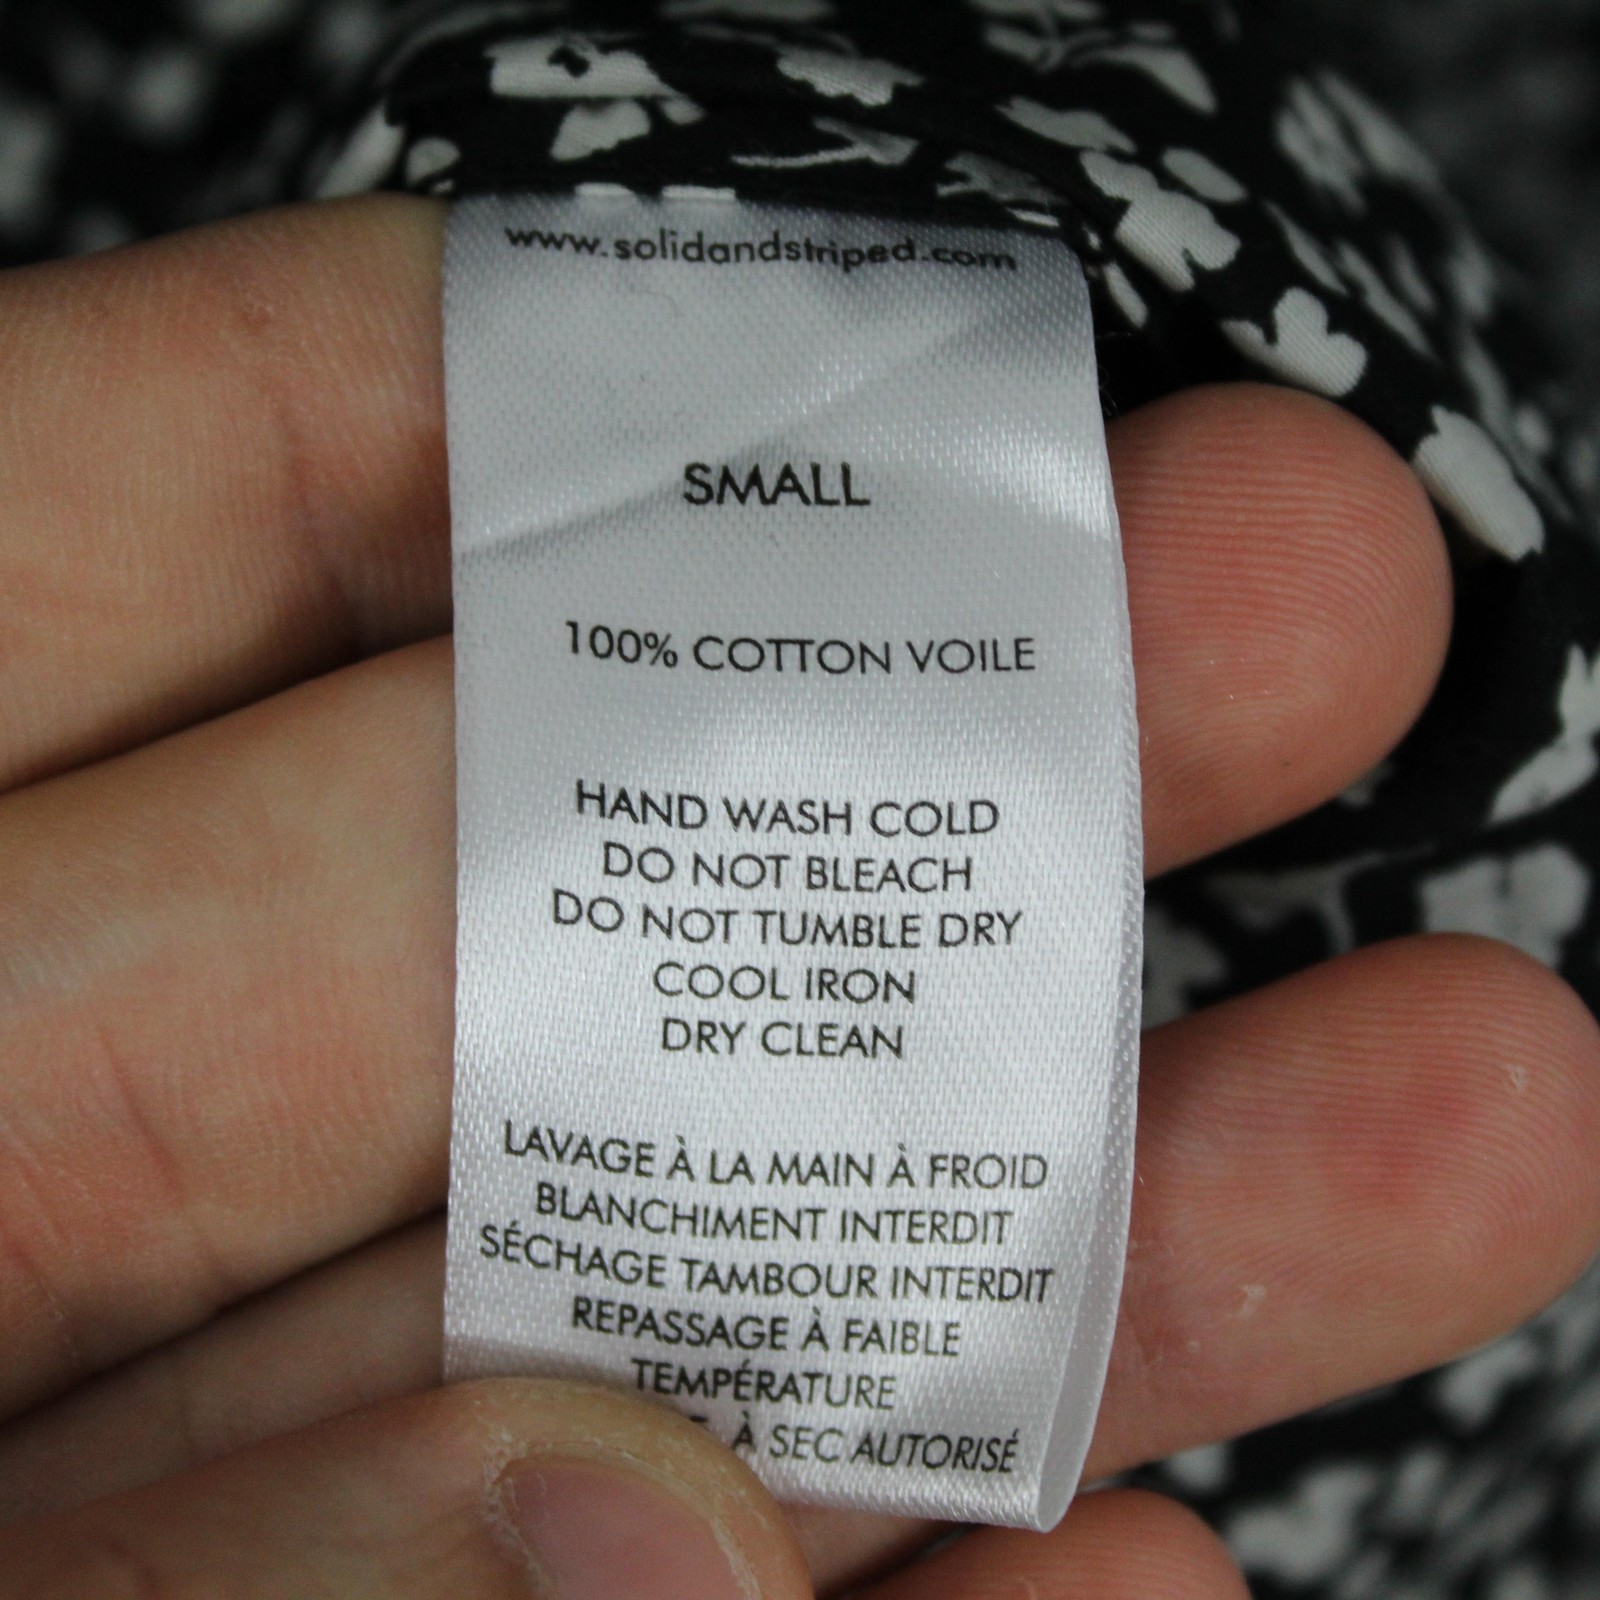 www.solidandstriped.com
SMALL
100% COTTON VOILE
HAND WASH COLD
DO NOT BLEACH
DO NOT TUMBLE DRY
COOL IRON
DRY CLEAN
LAVAGE À LA MAIN À FROID
BLANCHIMENT INTERDIT
SÉCHAGE TAMBOUR INTERDIT
REPASSAGE À FAIBLE
TEMPÉRATURE
À SEC AUTORISÉ